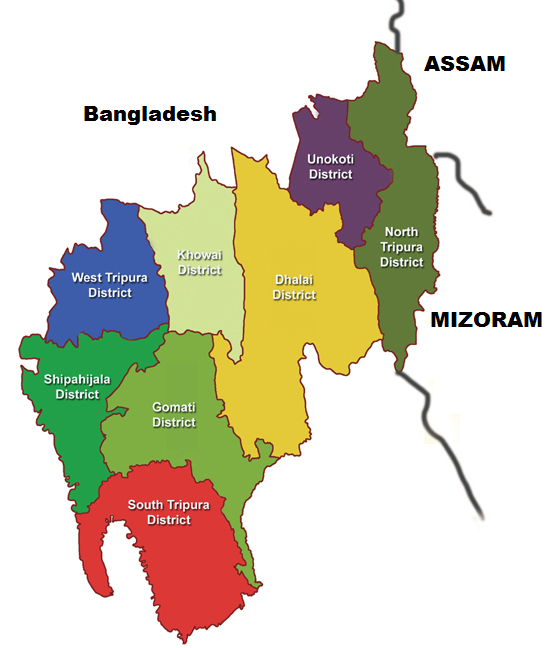 ASSAM
Bangladesh
Unokoti
District
North
Tripura
District
Khowai
District
West Tripura
District
Dhalai
District
MIZORAM
Shipahijala
District
Gomati
District
South Tripura
District